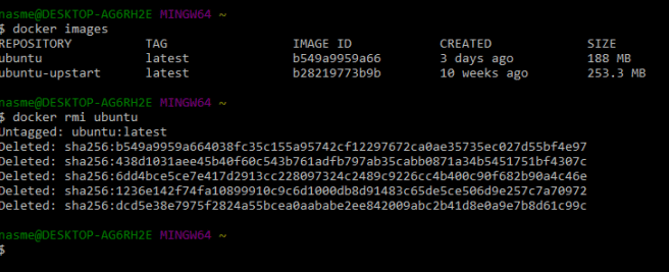 nasme@DESKTOP-AG6RH2E MINGW64 ~
$ docker images
REPOSITORY TAG IMAGE ID CREATED SIZE
ubuntu latest b549a9959a66 3 days ago 188 MB
ubuntu-upstart latest b28219773b9b 10 weeks ago 253.3 MB
nasme@DESKTOP-AG6RH2E MINGW64 ~
$ docker rmi ubuntu
Untagged: ubuntu:latest
Deleted: sha256:b549a9959a664038fc35c155a95742cf12297672ca0ae35735ec027d55bf4e97
Deleted: sha256:438d1031aee45b40f60c543b761adfb797ab35cabb0871a34b5451751bf4307c
Deleted: sha256:6dd4bce5ce7e417d2913cc228097324c2489c9226cc4b400c90f682b90a4c46e
Deleted: sha256:1236e142f74fa10899910c9c6d1000db8d91483c65de5ce506d9e257c7a70972
Deleted: sha256:dcd5e38e7975f2824a55bcea0aababe2ee842009abc2b41d8e0a9e7b8d61c99c
nasme@DESKTOP-AG6RH2E MINGW64 ~
$